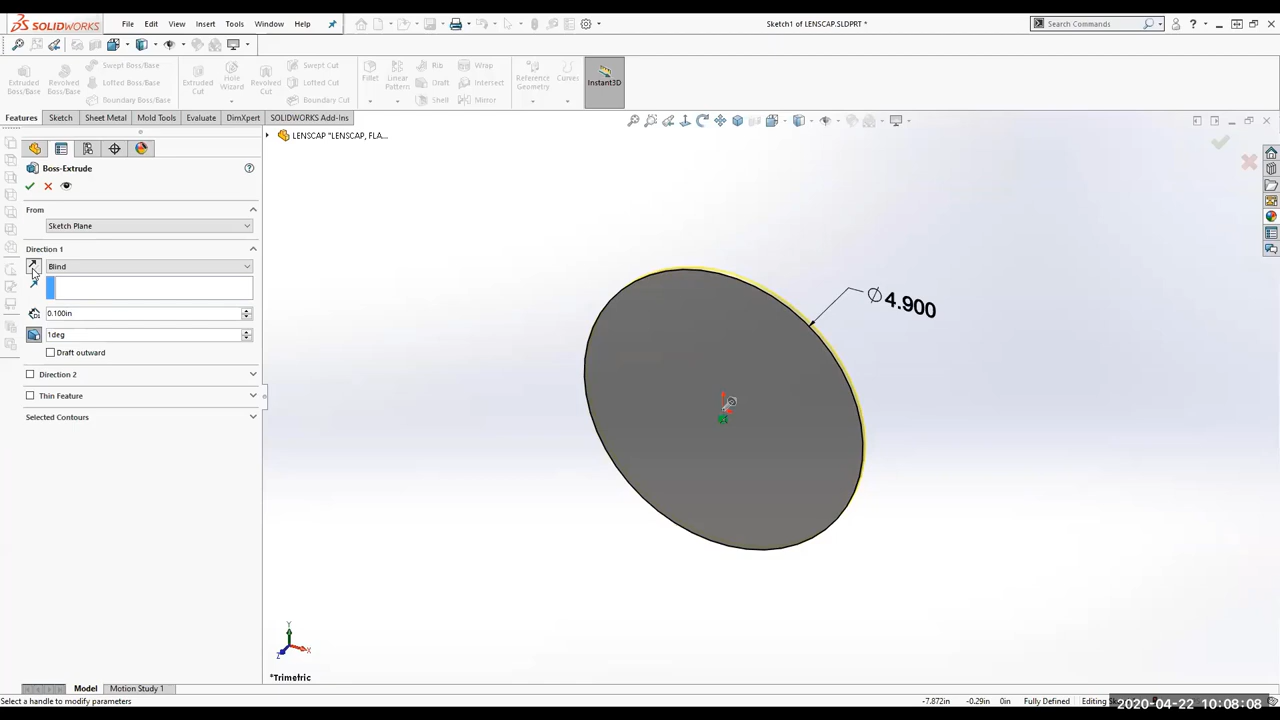 SOLIDWORKS File Edit View Insert Tools Window Help Sketch1 of LENSCAP.SLDPRT * Search Commands
Extruded Boss/Base Revolved Boss/Base Swept Boss/Base Lofted Boss/Base Boundary Boss/Base Extruded Cut Hole Wizard Revolved Cut Swept Cut Lofted Cut Boundary Cut Fillet Linear Pattern Rib Draft Shell Wrap Intersect Mirror Reference Geometry Curves Instant3D
Features Sketch Sheet Metal Mold Tools Evaluate DimXpert SOLIDWORKS Add-Ins
LENSCAP "LENSCAP, FLA...
Boss-Extrude
From
Sketch Plane
Direction 1
Blind
0.100in
1deg
Draft outward
Direction 2
Thin Feature
Selected Contours
∅4.900
Y
X
Z
*Trimetric
Model Motion Study 1
Select a handle to modify parameters -7.872in -0.29in 0in Fully Defined
2020-04-22 10:08:08